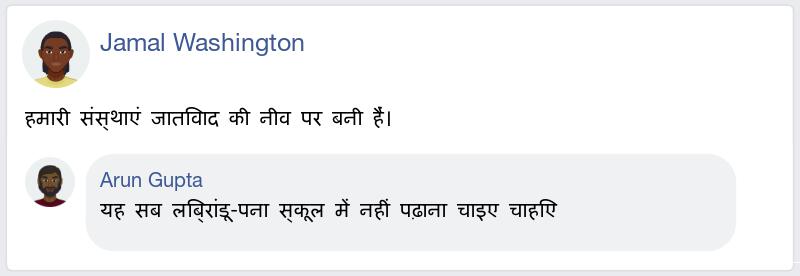 Jamal Washington
हमारी संस्थाएं जातिवाद की नीव पर बनी हैं।
Arun Gupta
यह सब लिब्रांडू-पना स्कूल में नहीं पढ़ाना चाइए चाहिए